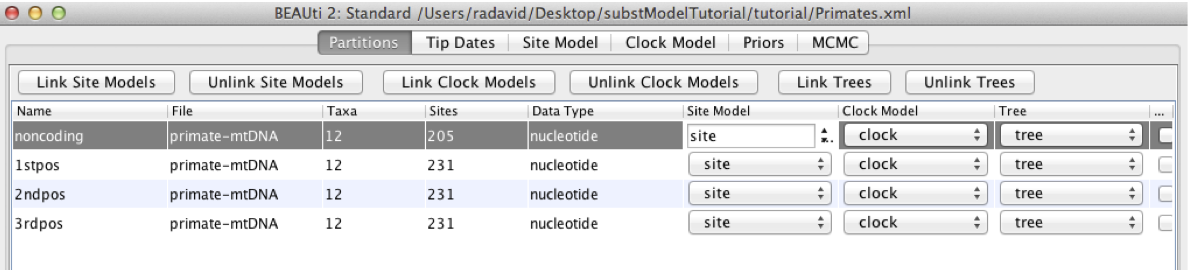 BEAUti 2: Standard /Users/radavid/Desktop/substModelTutorial/tutorial/Primates.xml
Partitions Tip Dates Site Model Clock Model Priors MCMC
Link Site Models Unlink Site Models Link Clock Models Unlink Clock Models Link Trees Unlink Trees
Name File Taxa Sites Data Type Site Model Clock Model Tree ...
noncoding primate-mtDNA 12 205 nucleotide site clock tree
1stpos primate-mtDNA 12 231 nucleotide site clock tree
2ndpos primate-mtDNA 12 231 nucleotide site clock tree
3rdpos primate-mtDNA 12 231 nucleotide site clock tree